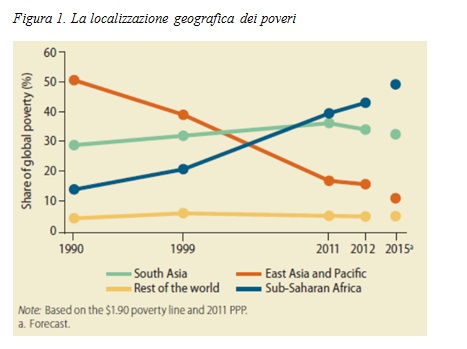 Figura 1. La localizzazione geografica dei poveri
60
50
40
30
20
10
0
Share of global poverty (%)
1990
1999
2011
2012
2015ª
South Asia
East Asia and Pacific
Rest of the world
Sub-Saharan Africa
Note: Based on the $1.90 poverty line and 2011 PPP.
a. Forecast.